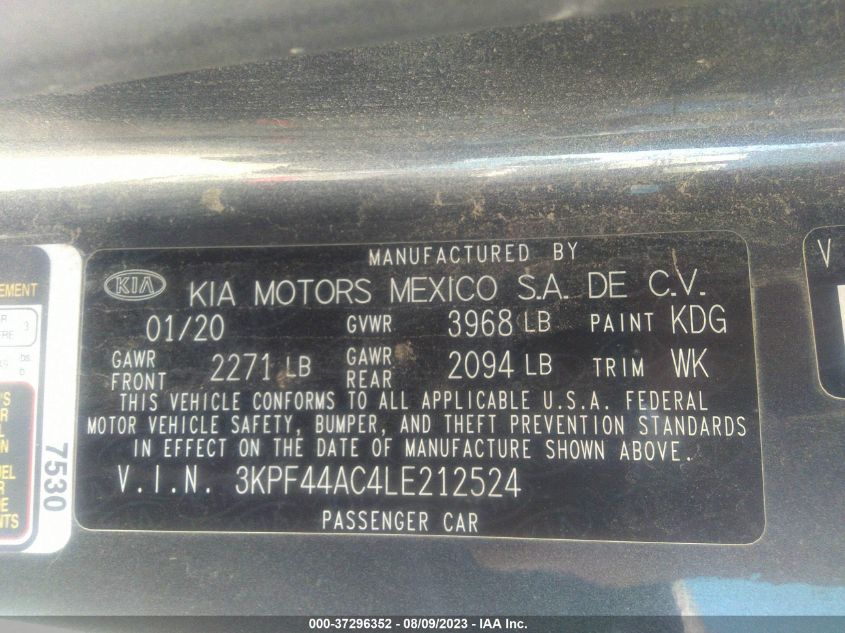 MANUFACTURED BY
KIA KIA MOTORS MEXICO S.A. DE C.V.
01/20 GVWR 3968 LB PAINT KDG
GAWR FRONT 2271 LB GAWR REAR 2094 LB TRIM WK
THIS VEHICLE CONFORMS TO ALL APPLICABLE U.S.A. FEDERAL
MOTOR VEHICLE SAFETY, BUMPER, AND THEFT PREVENTION STANDARDS
IN EFFECT ON THE DATE OF MANUFACTURE SHOWN ABOVE.
V.I.N. 3KPF44AC4LE212524
PASSENGER CAR
7530
V
000-37296352 - 08/09/2023 - IAA Inc.